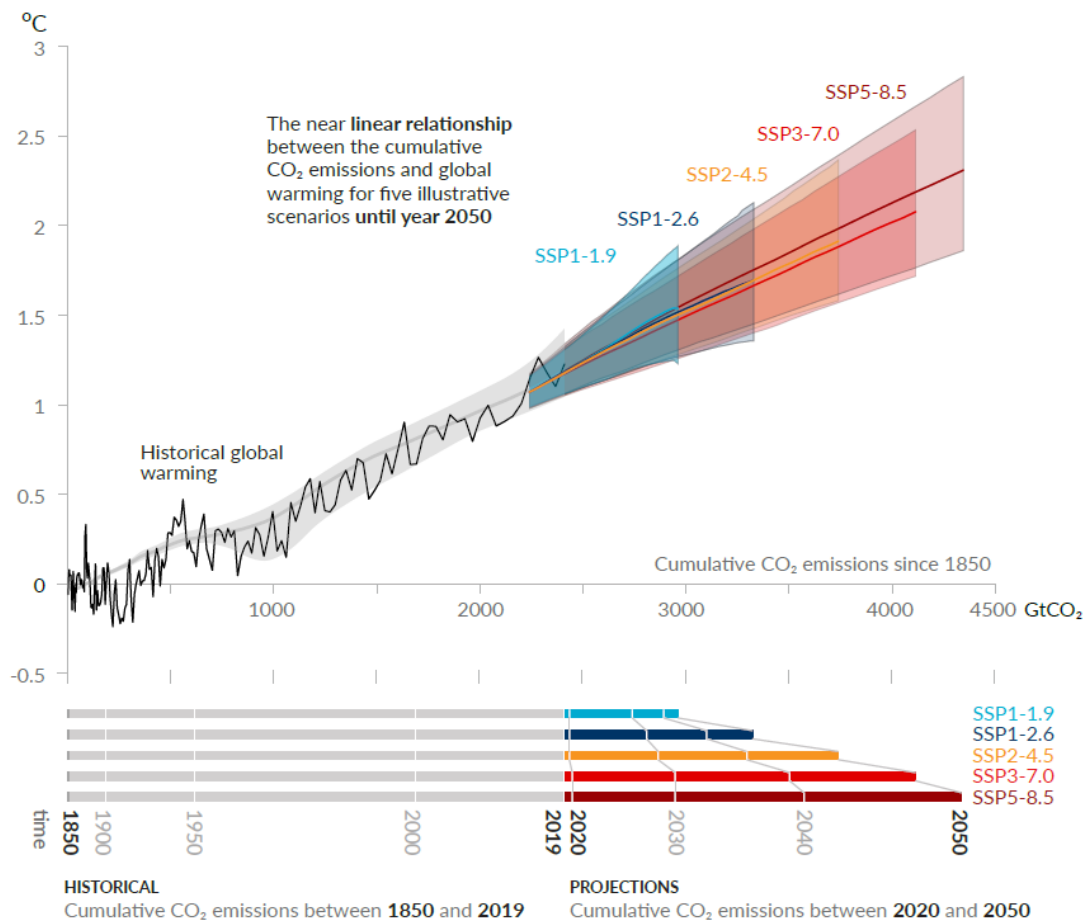 ºC
3
SSP5-8.5
The near linear relationship
between the cumulative
CO₂ emissions and global
warming for five illustrative
scenarios until year 2050
SSP3-7.0
2.5
SSP2-4.5
SSP1-2.6
2
SSP1-1.9
1.5
1
Historical global
warming
0.5
Cumulative CO₂ emissions since 1850
0
1000
2000
3000
4000
4500 GtCO₂
-0.5
SSP1-1.9
SSP1-2.6
SSP2-4.5
SSP3-7.0
SSP5-8.5
time
1850
1900
1950
2000
2019
2020
2030
2040
2050
HISTORICAL
Cumulative CO₂ emissions between 1850 and 2019
PROJECTIONS
Cumulative CO₂ emissions between 2020 and 2050